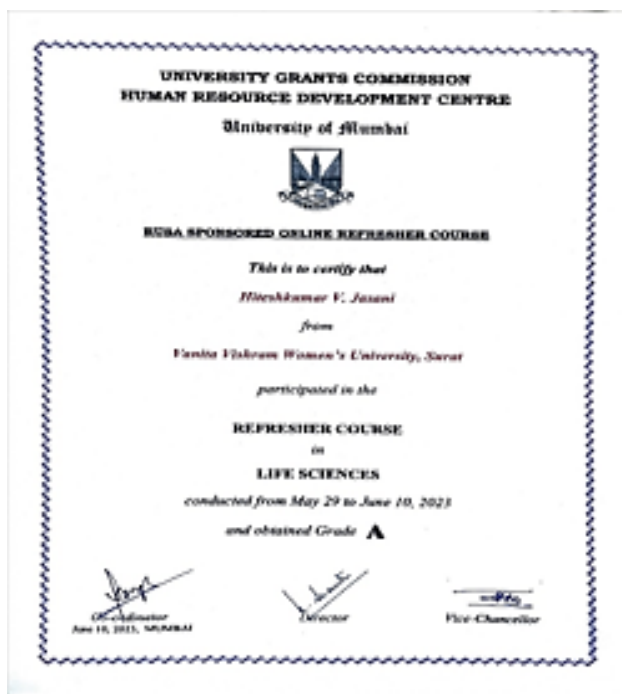 UNIVERSITY GRANTS COMMISSION
HUMAN RESOURCE DEVELOPMENT CENTRE
University of Mumbai
RUSA SPONSORED ONLINE REFRESHER COURSE
This is to certify that
Hiteshkumar V. Jasani
from
Vanita Vishram Women's University, Surat
participated in the
REFRESHER COURSE
in
LIFE SCIENCES
conducted from May 29 to June 10, 2023
and obtained Grade A
Co-ordinator
June 10, 2023, MUMBAI
Director
Vice-Chancellor